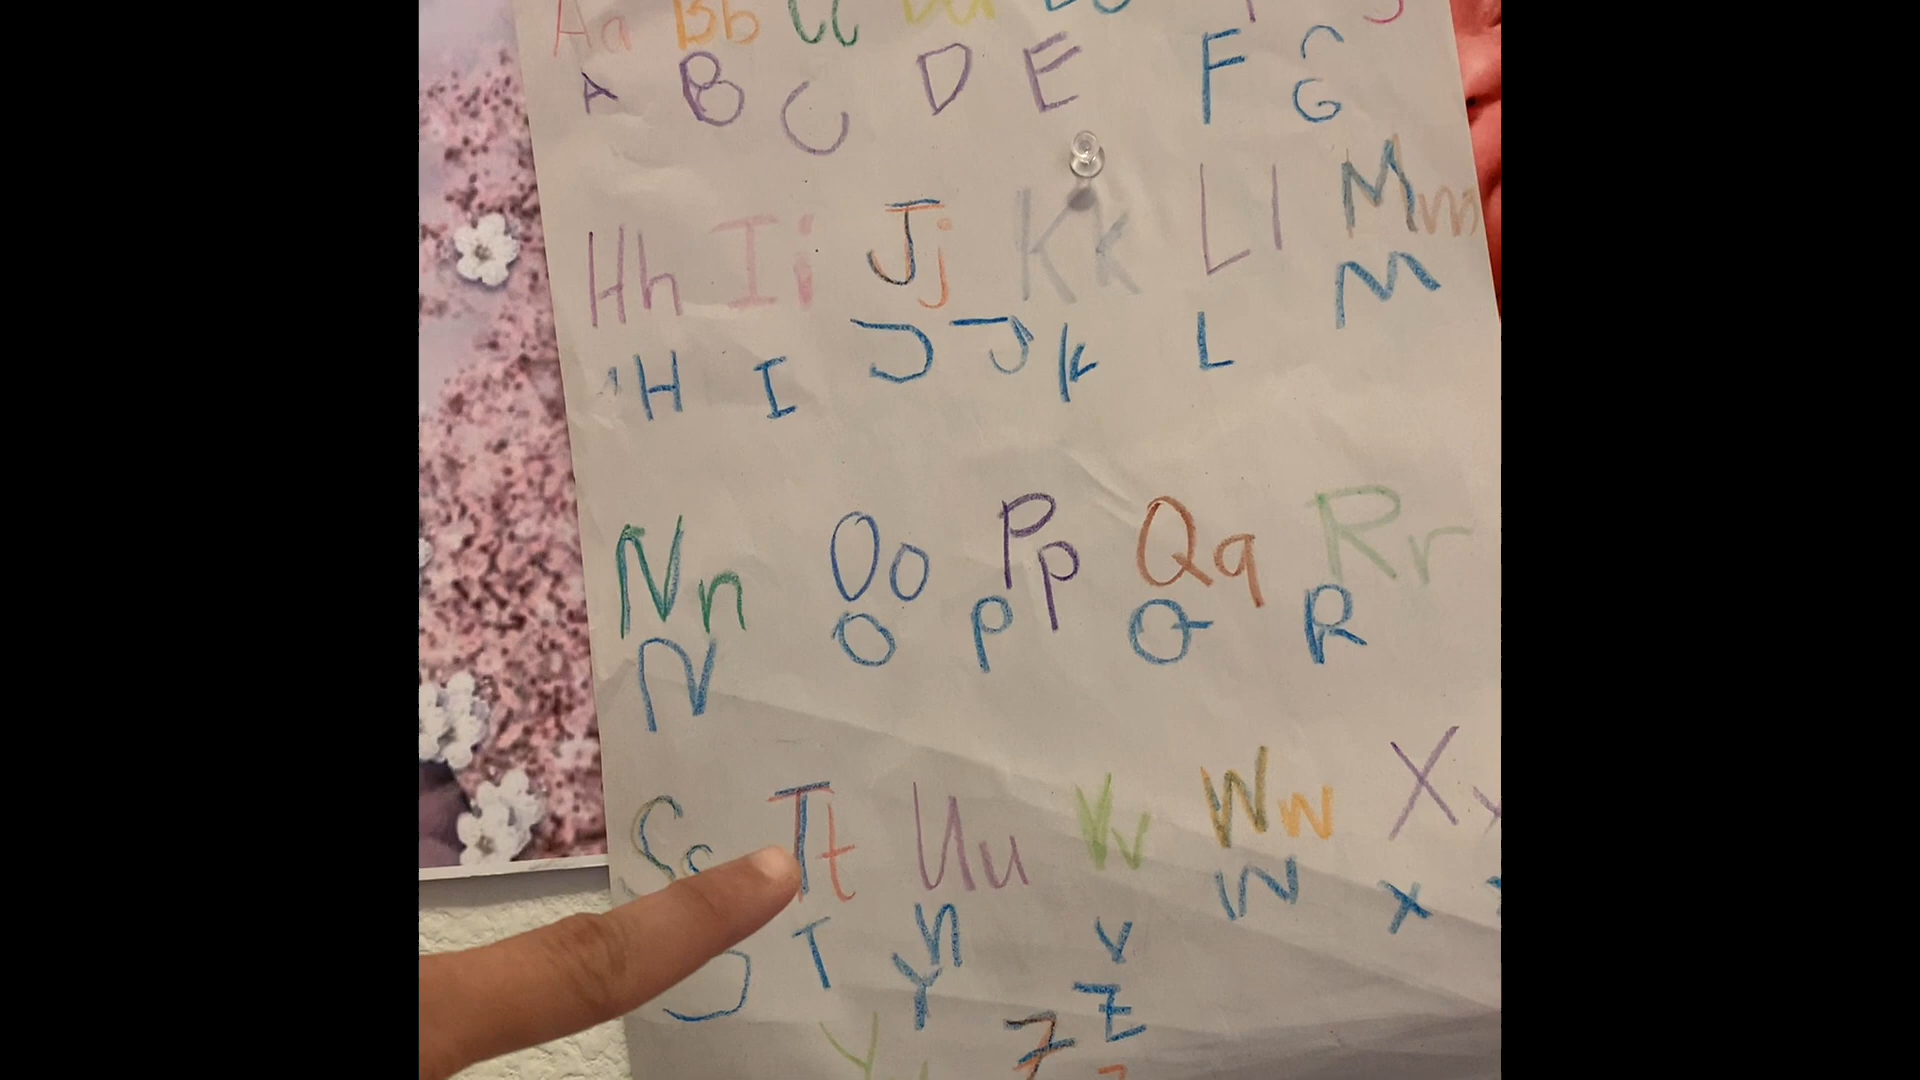 Aa Bb Cc Dd
A B C D E F G
Hh Ii Jj Kk Ll Mm
H I J J K L M
Nn Oo Pp Qq Rr
N O P Q R
Ss Tt Uu Vv Ww X
S T n v W x
Y Z
Y Z